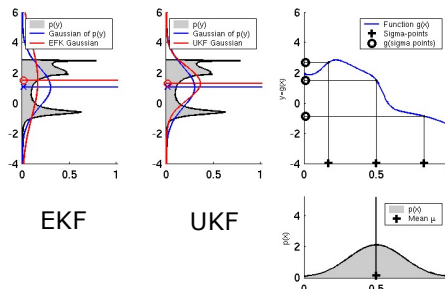 p(y)
Gaussian of p(y)
EFK Gaussian
6
4
2
0
-2
-4
0
0.5
1
p(y)
Gaussian of p(y)
UKF Gaussian
6
4
2
0
-2
-4
0
0.5
1
Function g(x)
Sigma-points
g(sigma points)
y=g(x)
6
4
2
0
-2
-4
0
0.5
EKF
UKF
p(x)
Mean μ
p(x)
4
2
0
0
0.5